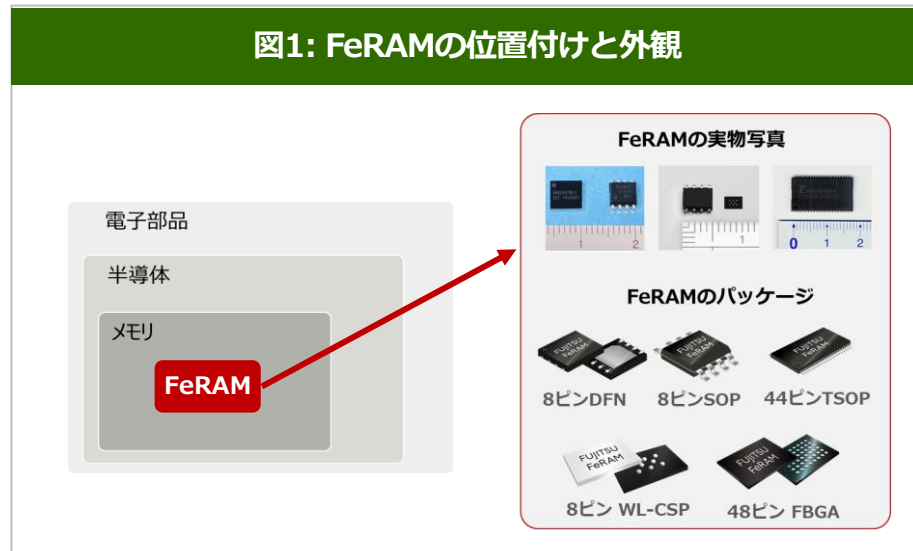 図1: FeRAMの位置付けと外観
電子部品
半導体
メモリ
FeRAM
FeRAMの実物写真
1 2
1
0 1 2
FeRAMのパッケージ
FUJITSU
FeRAM
FUJITSU
FeRAM
FUJITSU
FeRAM
8ピンDFN 8ピンSOP 44ピンTSOP
FUJITSU
FeRAM
FUJITSU
FeRAM
8ピン WL-CSP 48ピン FBGA